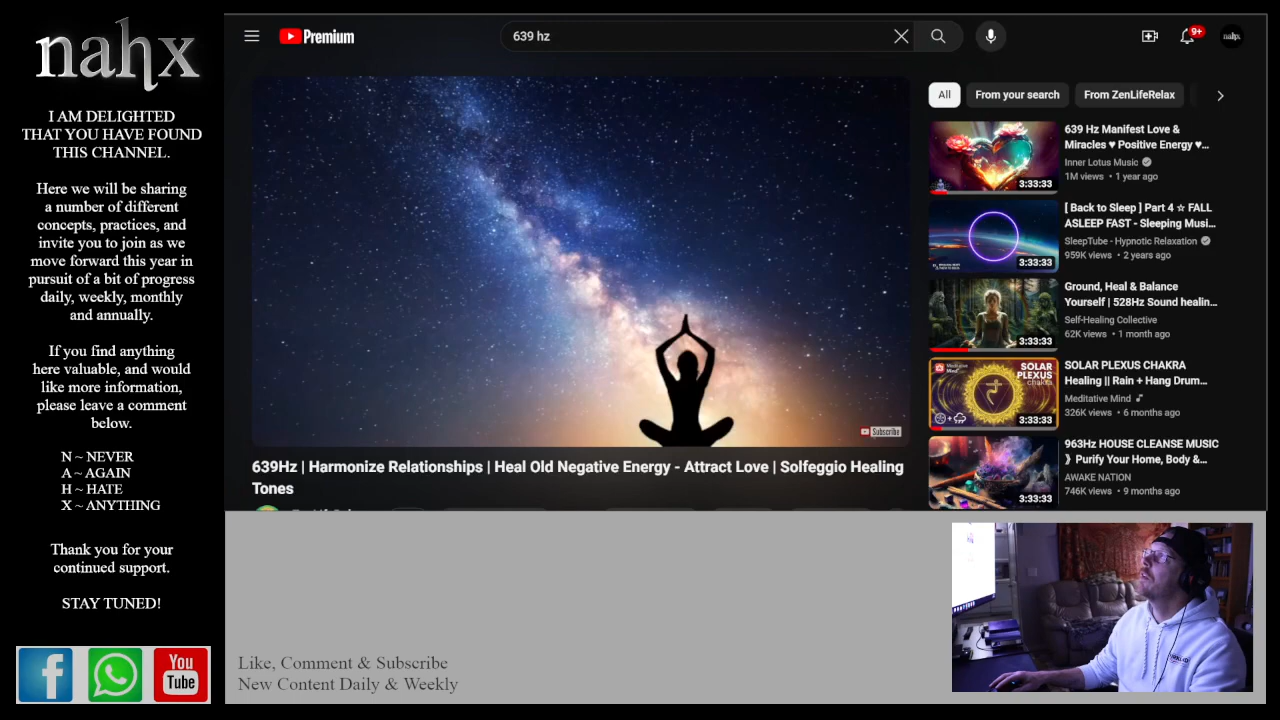 nahx
I AM DELIGHTED
THAT YOU HAVE FOUND
THIS CHANNEL.
Here we will be sharing
a number of different
concepts, practices, and
invite you to join as we
move forward this year in
pursuit of a bit of progress
daily, weekly, monthly
and annually.
If you find anything
here valuable, and would
like more information,
please leave a comment
below.
N ~ NEVER
A ~ AGAIN
H ~ HATE
X ~ ANYTHING
Thank you for your
continued support.
STAY TUNED!
f
You
Tube
Premium
639 hz
9+
nahx
Subscribe
639Hz | Harmonize Relationships | Heal Old Negative Energy - Attract Love | Solfeggio Healing
Tones
All
From your search
From ZenLifeRelax
639 Hz Manifest Love &
Miracles ♥ Positive Energy ♥...
Inner Lotus Music
1M views • 1 year ago
3:33:33
[ Back to Sleep ] Part 4 ☆ FALL
ASLEEP FAST - Sleeping Musi...
SleepTube - Hypnotic Relaxation
959K views • 2 years ago
3:33:33
Ground, Heal & Balance
Yourself | 528Hz Sound healin...
Self-Healing Collective
62K views • 1 month ago
3:33:33
SOLAR
PLEXUS
chakra
SOLAR PLEXUS CHAKRA
Healing || Rain + Hang Drum...
Meditative Mind
326K views • 6 months ago
3:33:33
963Hz HOUSE CLEANSE MUSIC
》Purify Your Home, Body &...
AWAKE NATION
746K views • 9 months ago
3:33:33
Like, Comment & Subscribe
New Content Daily & Weekly